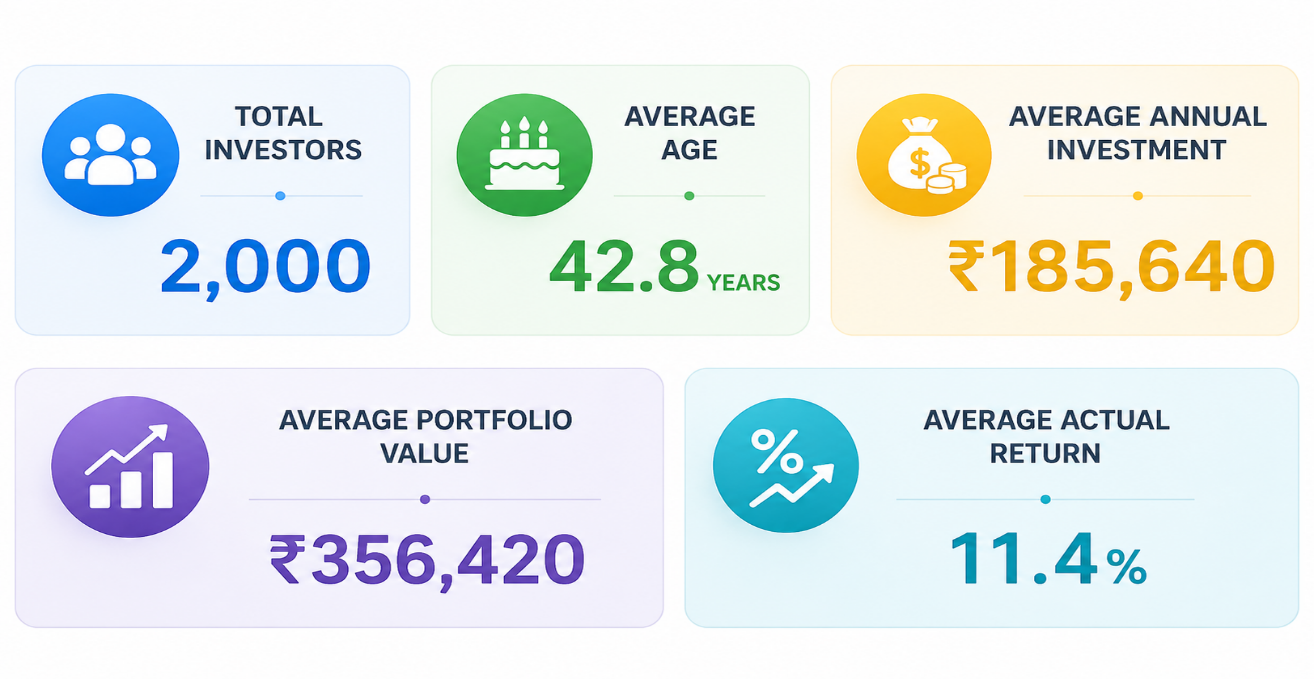 TOTAL
INVESTORS
2,000
AVERAGE
AGE
42.8 YEARS
AVERAGE ANNUAL
INVESTMENT
$
₹185,640
AVERAGE PORTFOLIO
VALUE
₹356,420
%
AVERAGE ACTUAL
RETURN
11.4%